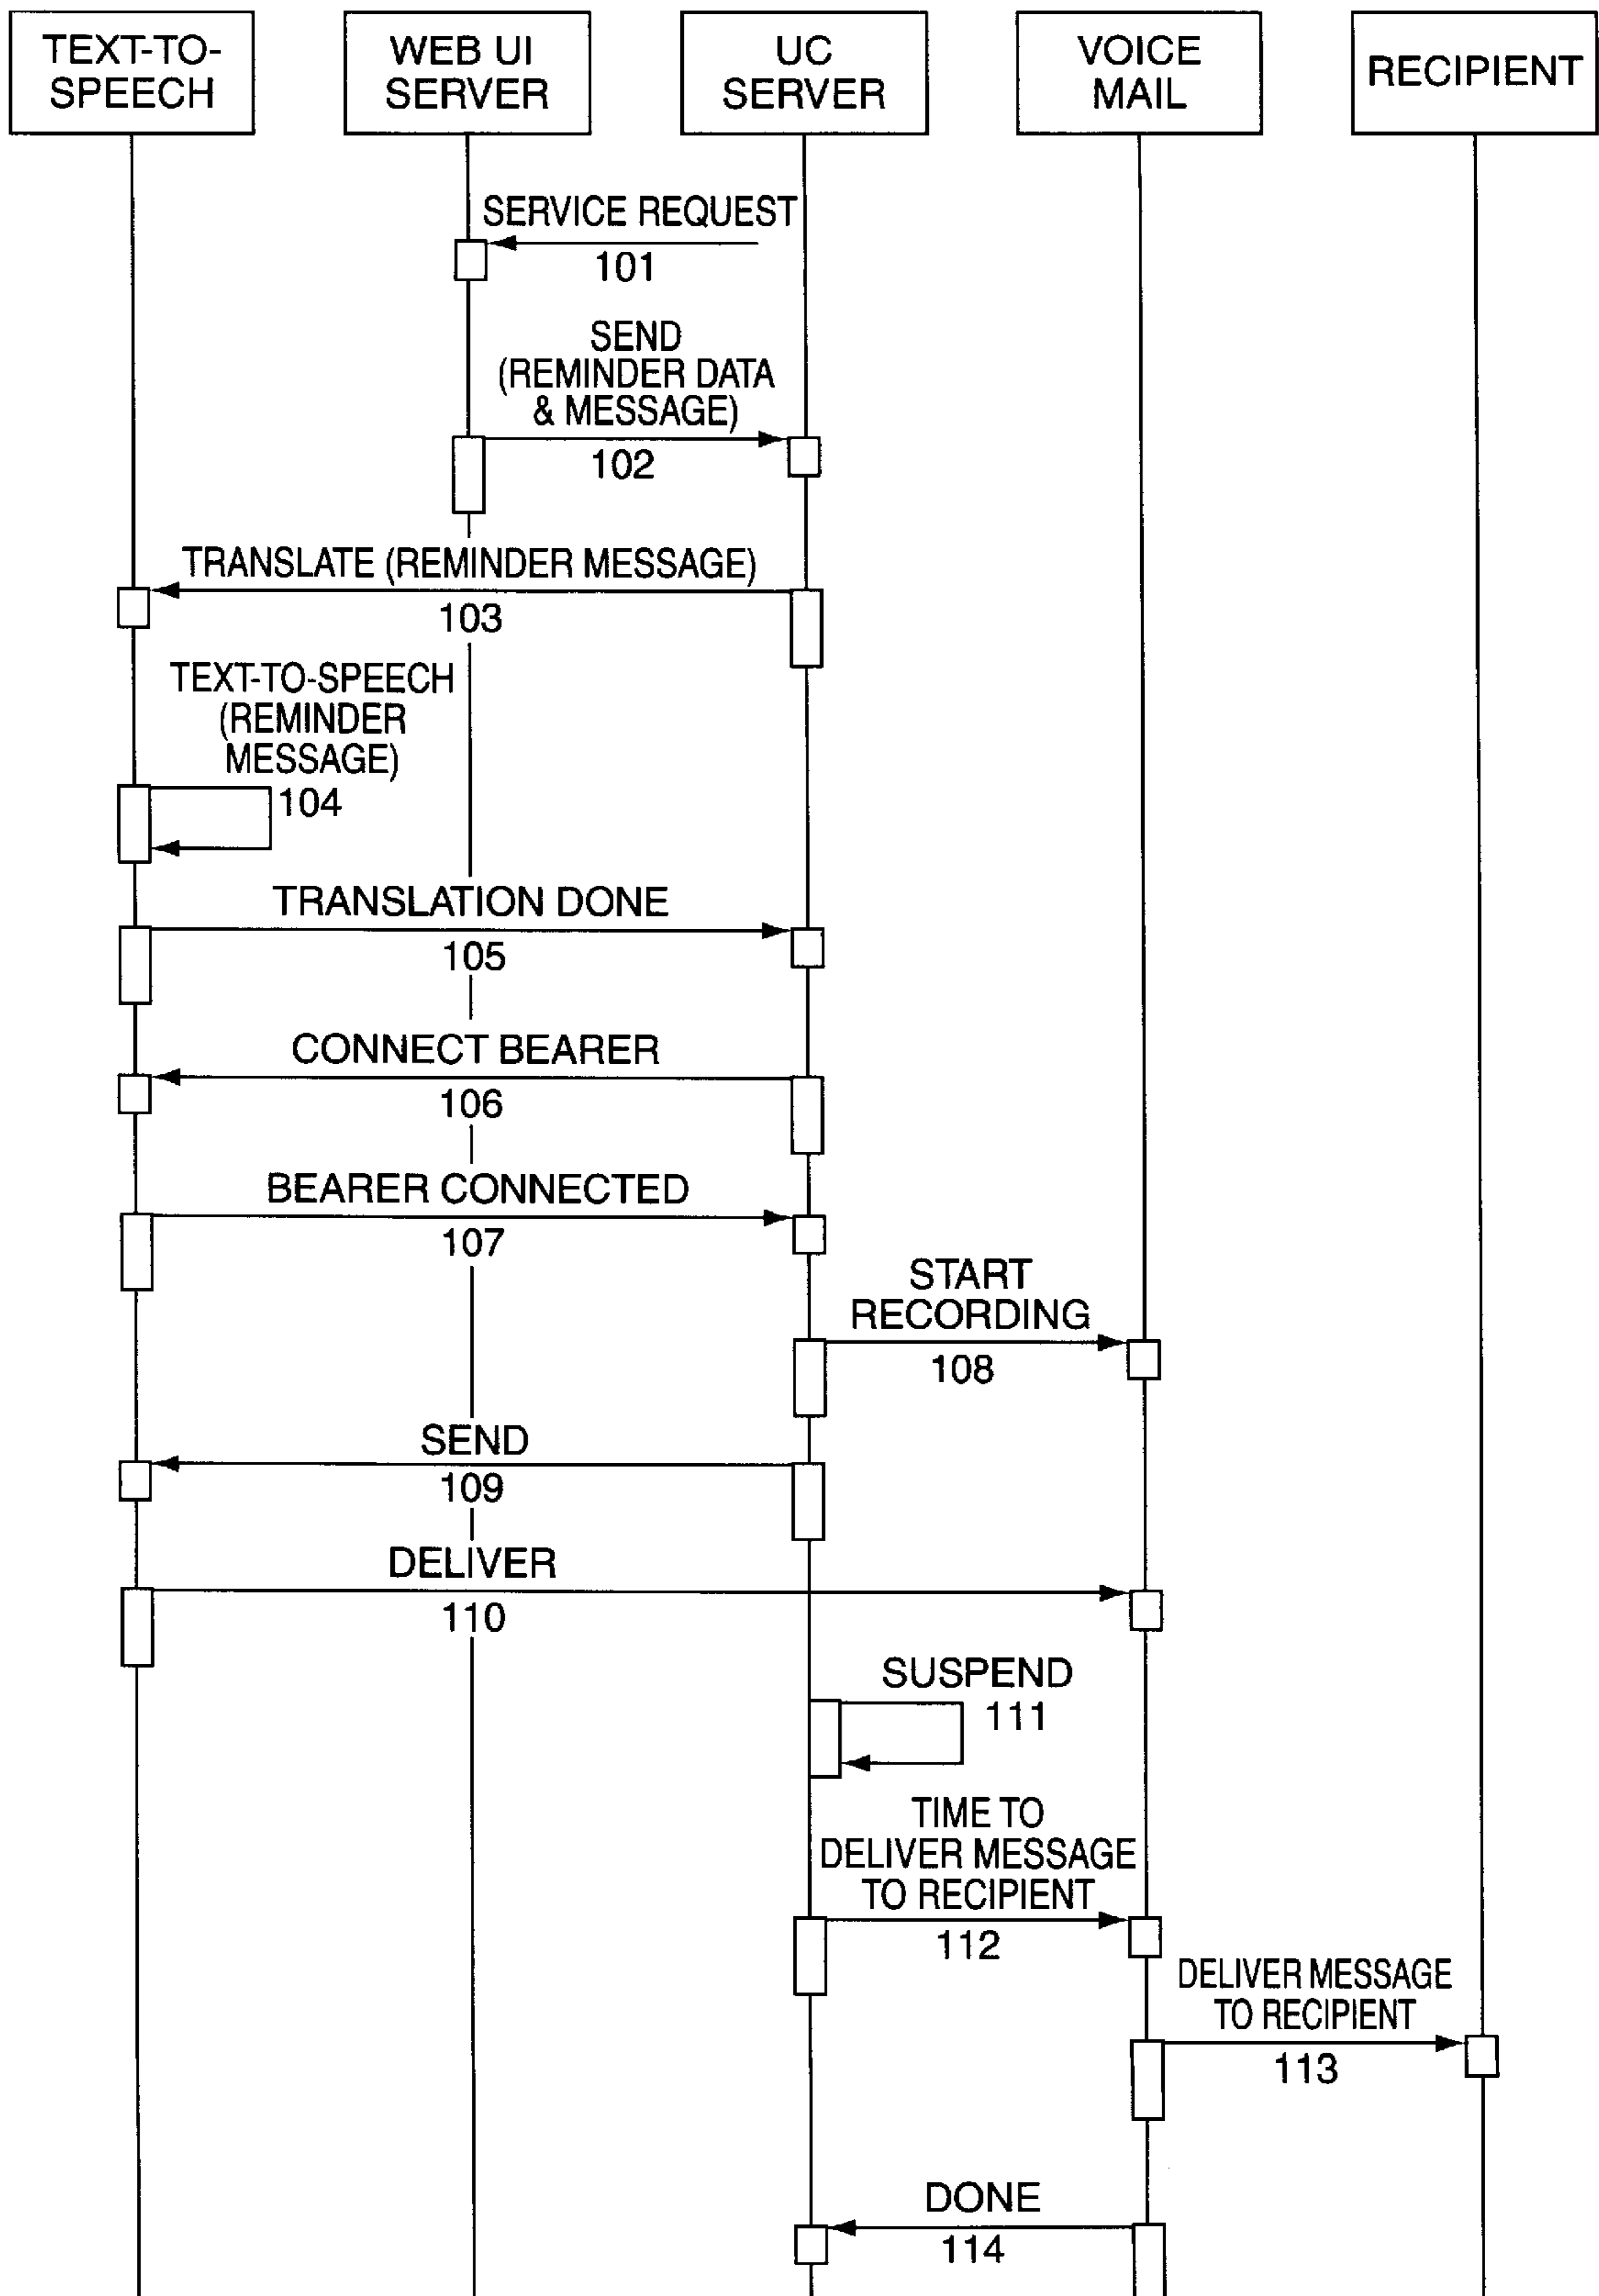 TEXT-TO-
SPEECH
WEB UI
SERVER
UC
SERVER
VOICE
MAIL
RECIPIENT
SERVICE REQUEST
101
SEND
(REMINDER DATA
& MESSAGE)
102
TRANSLATE (REMINDER MESSAGE)
103
TEXT-TO-SPEECH
(REMINDER
MESSAGE)
104
TRANSLATION DONE
105
CONNECT BEARER
106
BEARER CONNECTED
107
START
RECORDING
108
SEND
109
DELIVER
110
SUSPEND
111
TIME TO
DELIVER MESSAGE
TO RECIPIENT
112
DELIVER MESSAGE
TO RECIPIENT
113
DONE
114